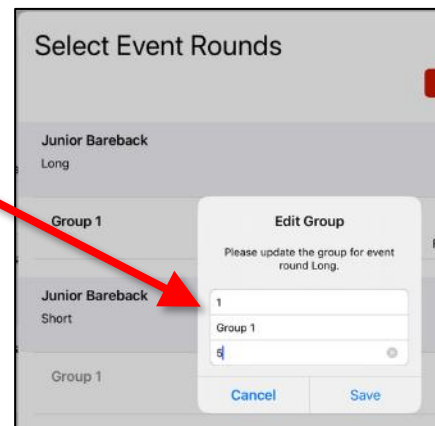 Select Event Rounds
Junior Bareback
Long
Group 1
Edit Group
Please update the group for event
round Long.
1
Group 1
5
Cancel
Save
Junior Bareback
Short
Group 1